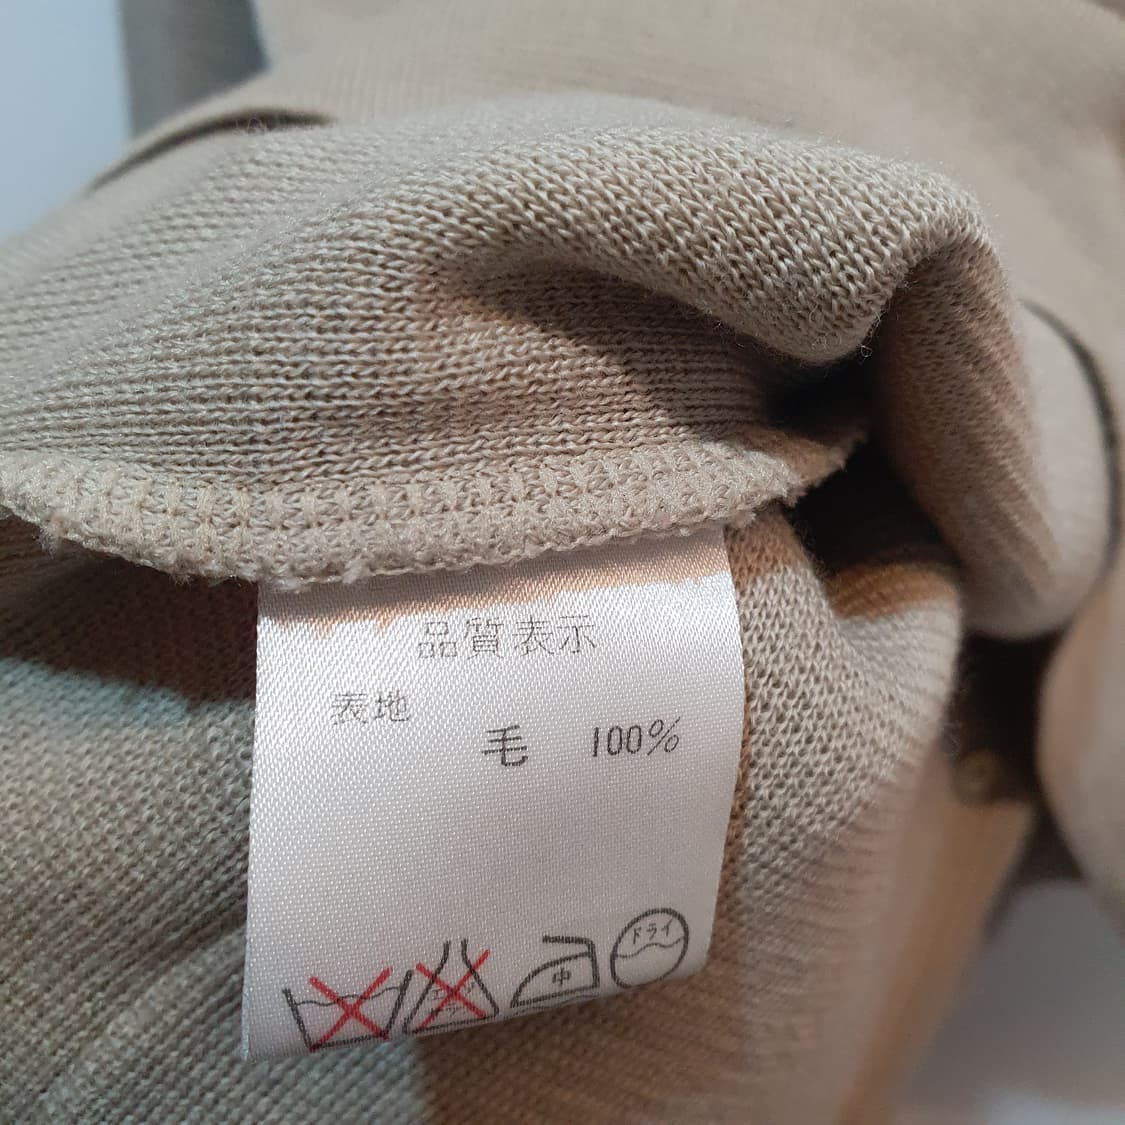 品質表示
表地
毛 100%
中 ドライ